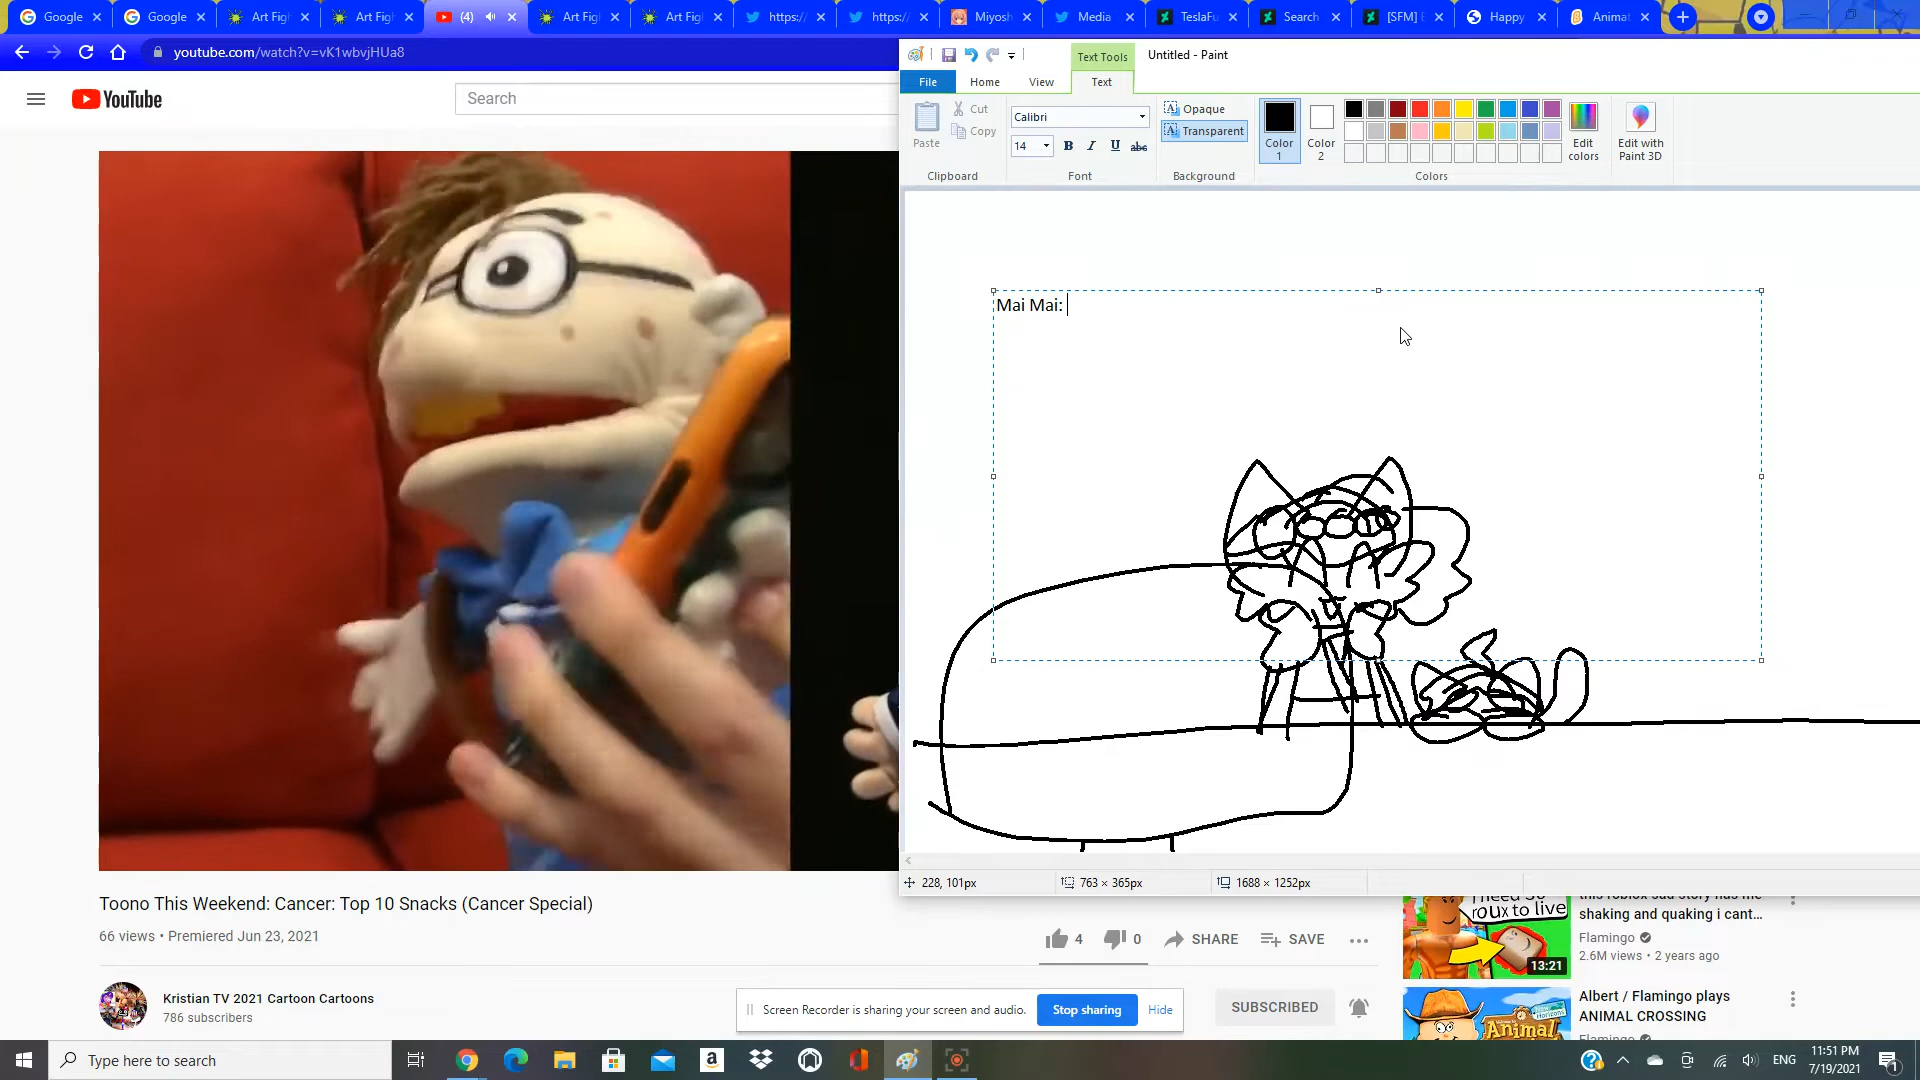 Google
Google
Art Figh
Art Figh
(4)
Art Figh
Art Figh
https:/
https:/
Miyosh
Media
TeslaFu
Search
[SFM] E
Happy
Animat
youtube.com/watch?v=vK1wbvjHUa8
YouTube
Search
Text Tools
Untitled - Paint
File
Home
View
Text
Paste
Cut
Copy
Clipboard
Calibri
14
B I U abc
Font
Opaque
Transparent
Background
Color 1
Color 2
Edit colors
Colors
Edit with Paint 3D
Mai Mai:
228, 101px
763 × 365px
1688 × 1252px
Toono This Weekend: Cancer: Top 10 Snacks (Cancer Special)
66 views • Premiered Jun 23, 2021
4
0
SHARE
SAVE
Kristian TV 2021 Cartoon Cartoons
786 subscribers
Screen Recorder is sharing your screen and audio.
Stop sharing
Hide
SUBSCRIBED
roux to live
13:21
shaking and quaking i cant...
Flamingo
2.6M views • 2 years ago
Animal
Albert / Flamingo plays
ANIMAL CROSSING
Type here to search
ENG
11:51 PM
7/19/2021
1